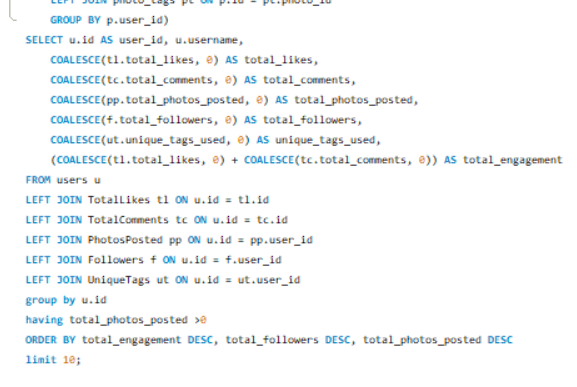 LEFT JOIN photo_tags pt ON p.id = pt.photo_id
GROUP BY p.user_id)
SELECT u.id AS user_id, u.username,
COALESCE(tl.total_likes, 0) AS total_likes,
COALESCE(tc.total_comments, 0) AS total_comments,
COALESCE(pp.total_photos_posted, 0) AS total_photos_posted,
COALESCE(f.total_followers, 0) AS total_followers,
COALESCE(ut.unique_tags_used, 0) AS unique_tags_used,
(COALESCE(tl.total_likes, 0) + COALESCE(tc.total_comments, 0)) AS total_engagement
FROM users u
LEFT JOIN TotalLikes tl ON u.id = tl.id
LEFT JOIN TotalComments tc ON u.id = tc.id
LEFT JOIN PhotosPosted pp ON u.id = pp.user_id
LEFT JOIN Followers f ON u.id = f.user_id
LEFT JOIN UniqueTags ut ON u.id = ut.user_id
group by u.id
having total_photos_posted >0
ORDER BY total_engagement DESC, total_followers DESC, total_photos_posted DESC
limit 10;